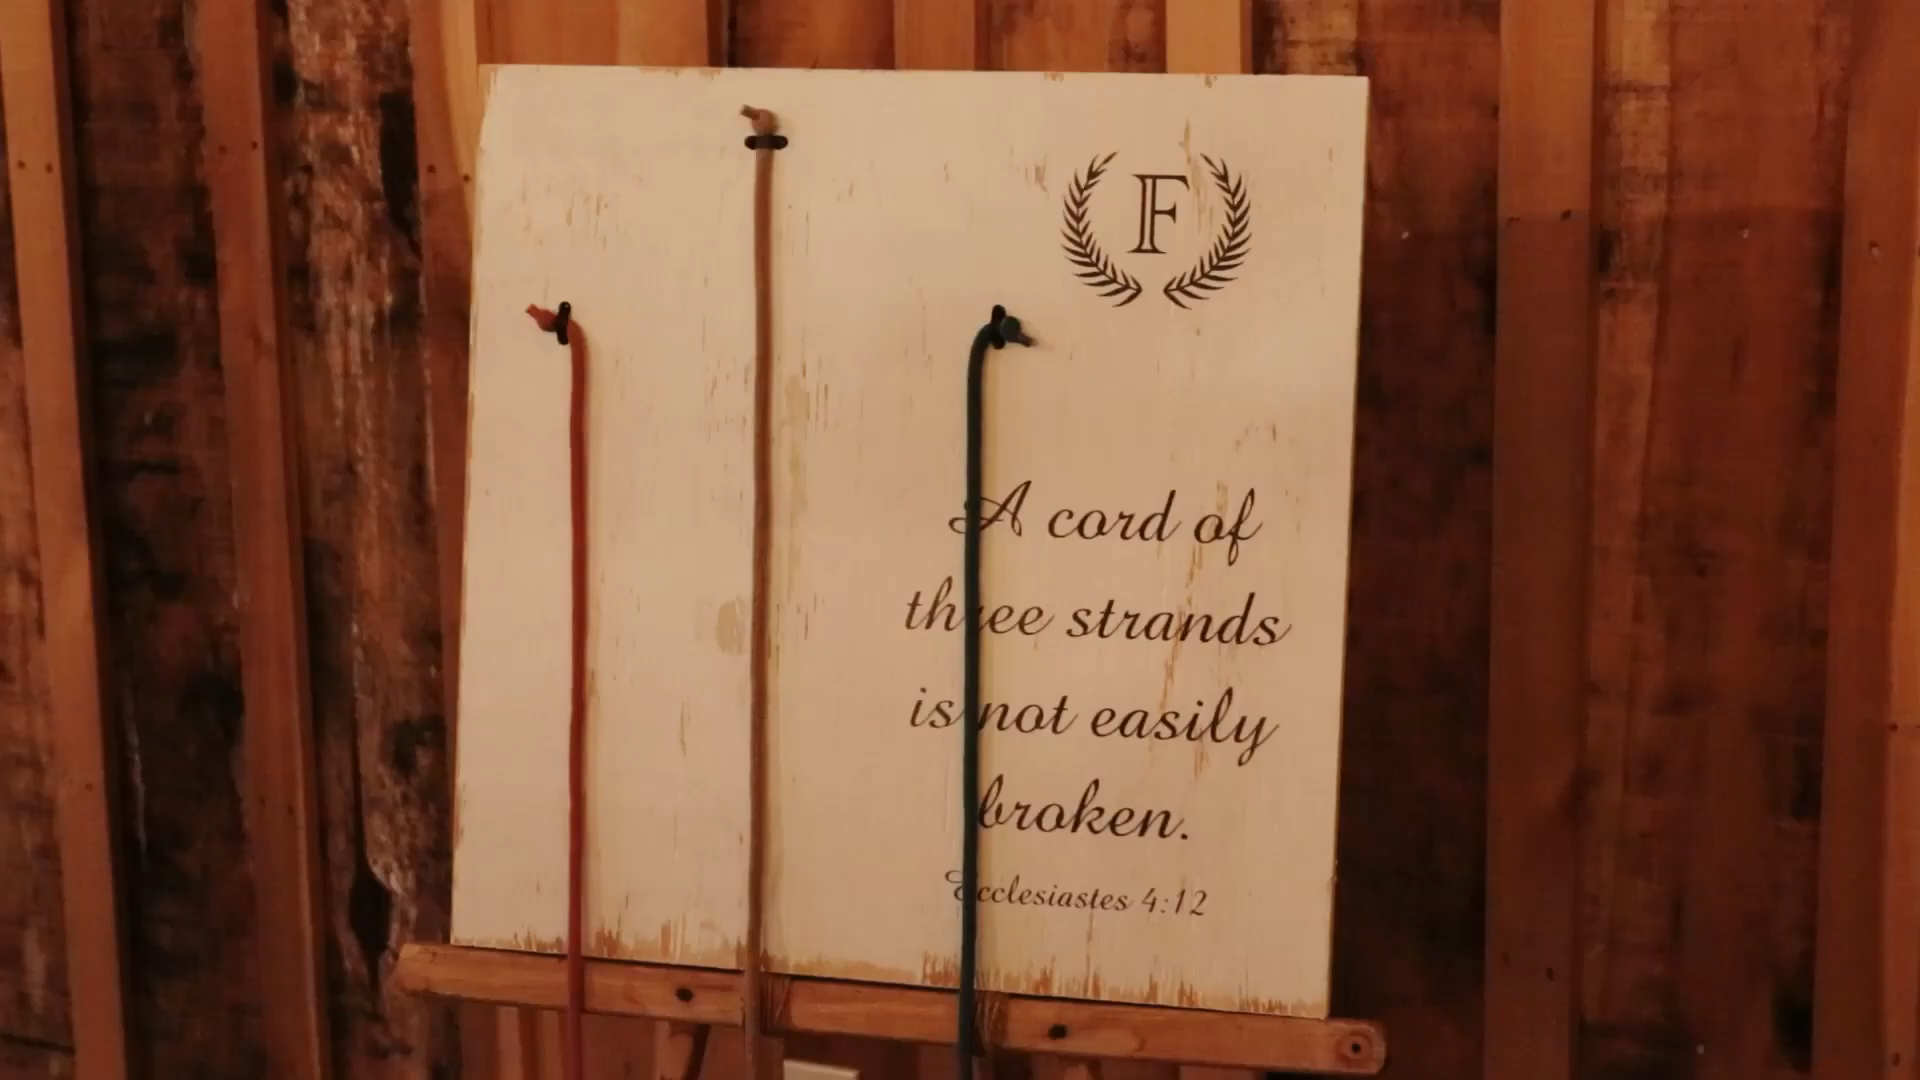 F
A cord of
three strands
is not easily
broken.
Ecclesiastes 4:12